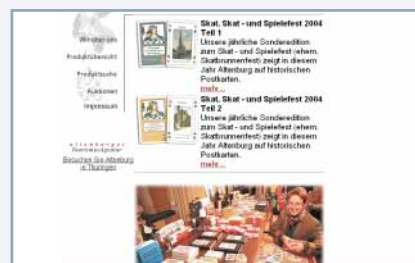 Wir über uns
Produktübersicht
Produktsuche
Auktionen
Impressum
altenburger
Besuchen Sie Altenburg
in Thüringen
Skat, Skat - und Spielefest 2004
Teil 1
Unsere jährliche Sonderedition
zum Skat - und Spielefest (ehem.
Skatbrunnenfest) zeigt in diesem
Jahr Altenburg auf historischen
Postkarten.
mehr...
Skat, Skat - und Spielefest 2004
Teil 2
Unsere jährliche Sonderedition
zum Skat - und Spielefest (ehem.
Skatbrunnenfest) zeigt in diesem
Jahr Altenburg auf historischen
Postkarten.
mehr...